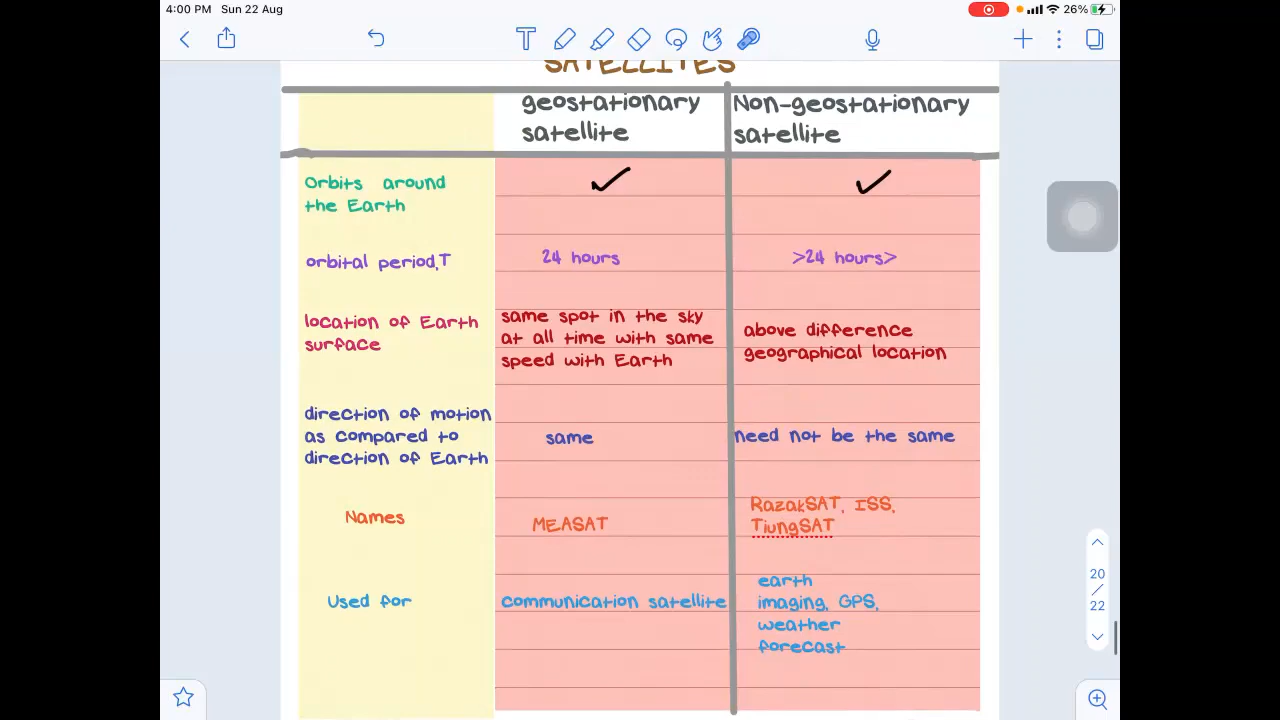 4:00 PM Sun 22 Aug
26%
SATELLITES
geostationary
satellite
Non-geostationary
satellite
Orbits around
the Earth
orbital period,T
24 hours
>24 hours>
location of Earth
surface
same spot in the sky
at all time with same
speed with Earth
above difference
geographical location
direction of motion
as compared to
direction of Earth
same
need not be the same
Names
MEASAT
RazakSAT, ISS,
TiungSAT
Used for
communication satellite
earth
imaging, GPS,
weather
forecast
20
/
22